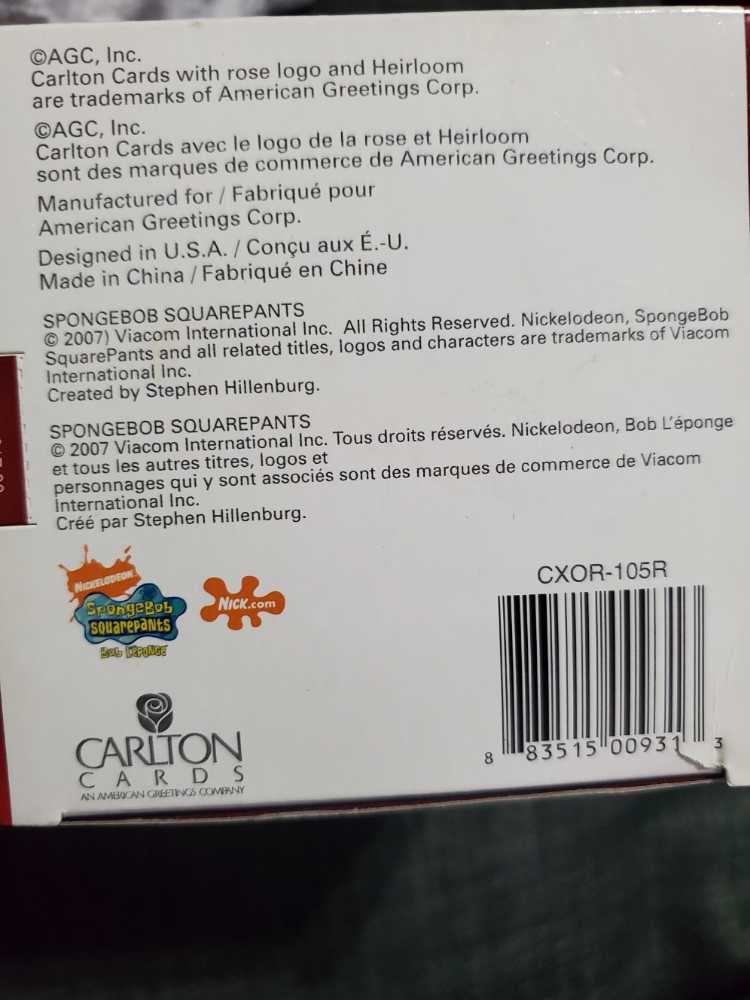 ©AGC, Inc.
Carlton Cards with rose logo and Heirloom
are trademarks of American Greetings Corp.
©AGC, Inc.
Carlton Cards avec le logo de la rose et Heirloom
sont des marques de commerce de American Greetings Corp.
Manufactured for / Fabriqué pour
American Greetings Corp.
Designed in U.S.A. / Conçu aux É.-U.
Made in China / Fabriqué en Chine
SPONGEBOB SQUAREPANTS
© 2007) Viacom International Inc. All Rights Reserved. Nickelodeon, SpongeBob
SquarePants and all related titles, logos and characters are trademarks of Viacom
International Inc.
Created by Stephen Hillenburg.
SPONGEBOB SQUAREPANTS
© 2007 Viacom International Inc. Tous droits réservés. Nickelodeon, Bob L'éponge
et tous les autres titres, logos et
personnages qui y sont associés sont des marques de commerce de Viacom
International Inc.
Créé par Stephen Hillenburg.
NICKELODEON
SpongeBob
SQUAREPANTS
Bob L'éponge
NICK.com
CXOR-105R
8 83515 00931 3
CARLTON
CARDS
AN AMERICAN GREETINGS COMPANY